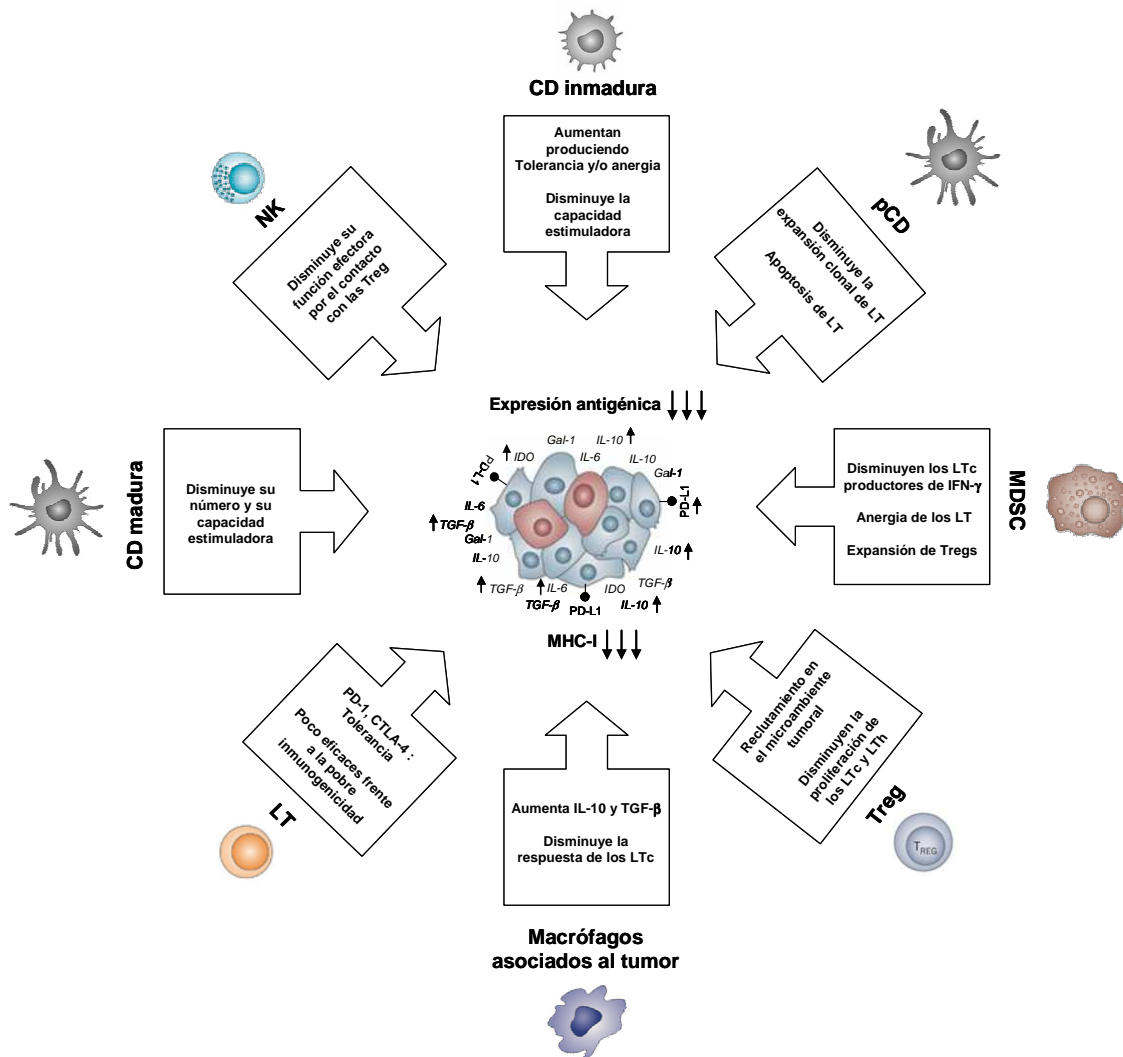 CD inmadura
Aumentan
produciendo
Tolerancia y/o anergia
Disminuye la
capacidad
estimuladora
NK
Disminuye su
función efectora
por el contacto
con las Treg
pCD
Disminuye la
expansión clonal de LT
Apoptosis de LT
CD madura
Disminuye su
número y su
capacidad
estimuladora
Expresión antigénica
Gal-1 IL-10
IDO IL-6 IL-10
PD-L1 Gal-1
PD-L1
IL-6
TGF-β
Gal-1
IL-10 IL-10
TGF-β IL-6 IDO TGF-β
TGF-β PD-L1 IL-10
MHC-I
MDSC
Disminuyen los LTc
productores de IFN-γ
Anergia de los LT
Expansión de Tregs
LT
PD-1, CTLA-4 :
Tolerancia
Poco eficaces frente
a la pobre
inmunogenicidad
Aumenta IL-10 y TGF-β
Disminuye la
respuesta de los LTc
Macrófagos
asociados al tumor
Reclutamiento en
el microambiente
tumoral
Disminuyen la
proliferación de
los LTc y LTh
Treg
TREG